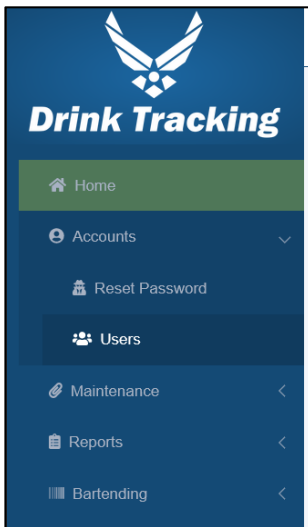 Drink Tracking
Home
Accounts
Reset Password
Users
Maintenance
Reports
Bartending